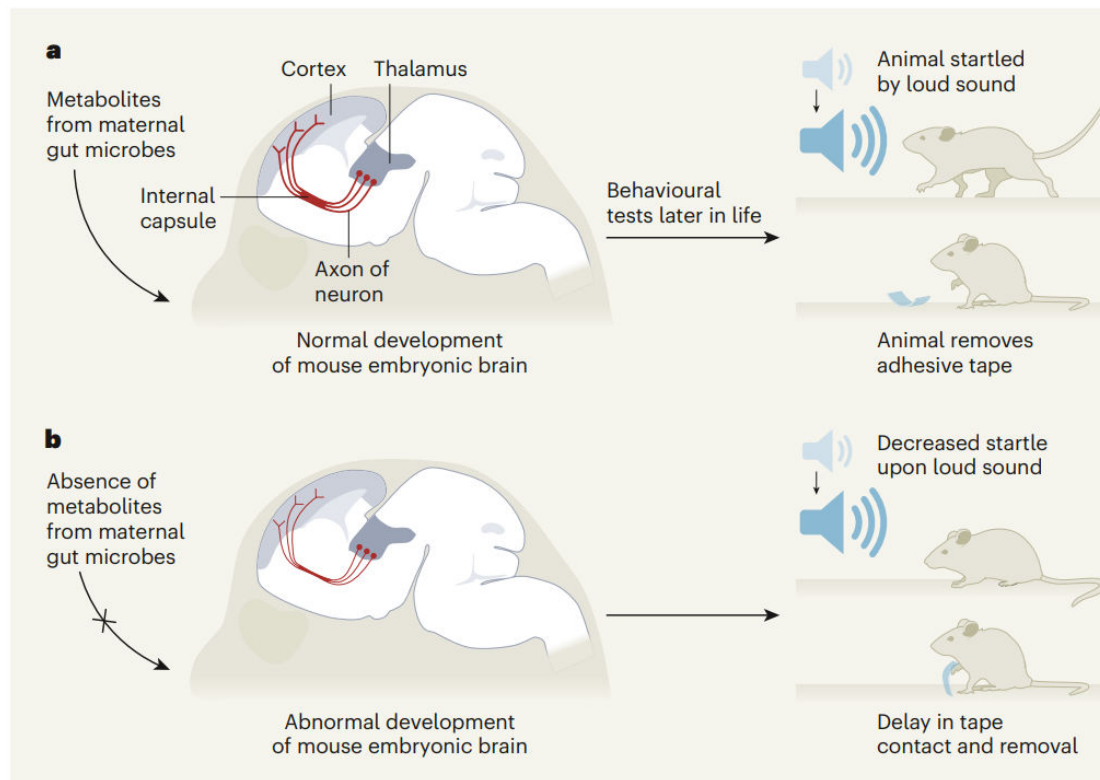 a
Metabolites
from maternal
gut microbes
Cortex
Thalamus
Internal
capsule
Axon of
neuron
Normal development
of mouse embryonic brain
Behavioural
tests later in life
Animal startled
by loud sound
Animal removes
adhesive tape
b
Absence of
metabolites
from maternal
gut microbes
Abnormal development
of mouse embryonic brain
Decreased startle
upon loud sound
Delay in tape
contact and removal